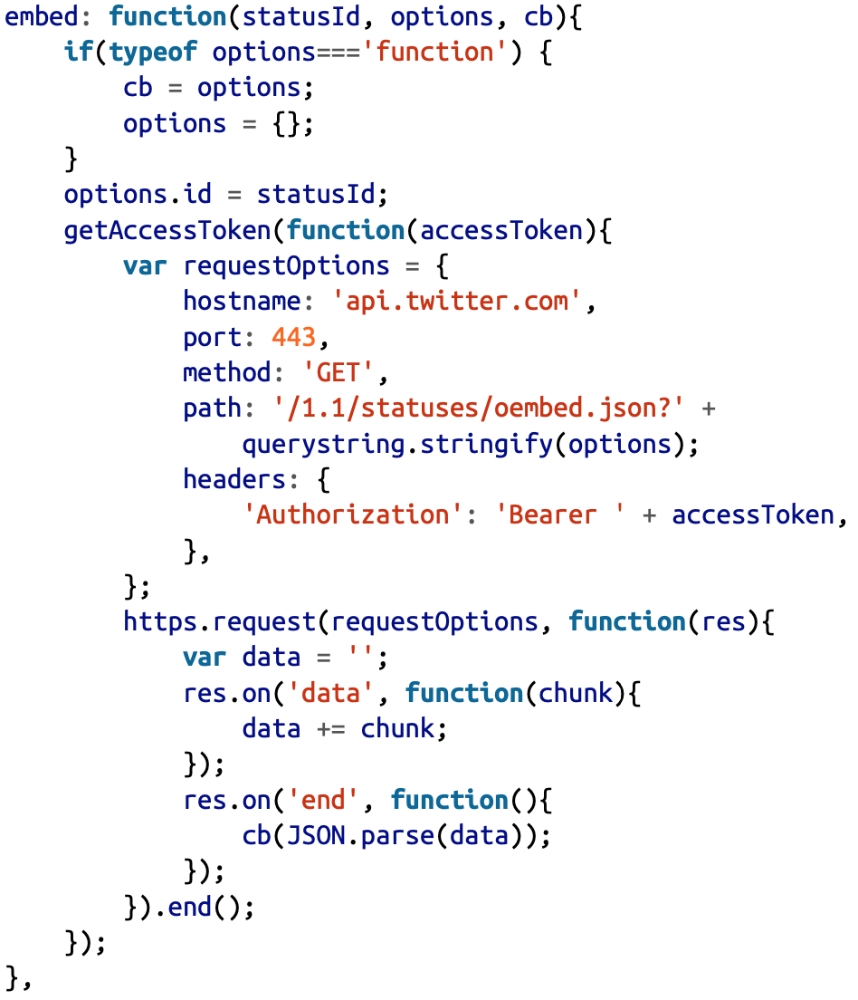 embed: function(statusId, options, cb){
    if(typeof options==='function') {
        cb = options;
        options = {};
    }
    options.id = statusId;
    getAccessToken(function(accessToken){
        var requestOptions = {
            hostname: 'api.twitter.com',
            port: 443,
            method: 'GET',
            path: '/1.1/statuses/oembed.json?' +
                querystring.stringify(options);
            headers: {
                'Authorization': 'Bearer ' + accessToken,
            },
        };
        https.request(requestOptions, function(res){
            var data = '';
            res.on('data', function(chunk){
                data += chunk;
            });
            res.on('end', function(){
                cb(JSON.parse(data));
            });
        }).end();
    });
},